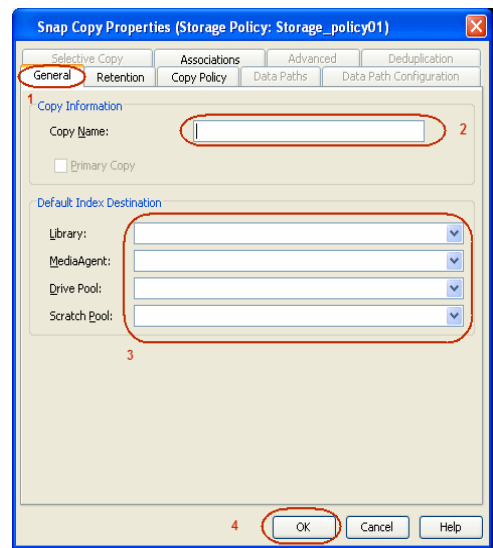 Snap Copy Properties (Storage Policy: Storage_policy01)
Selective Copy Associations Advanced Deduplication
General Retention Copy Policy Data Paths Data Path Configuration
1
Copy Information
Copy Name:
2
Primary Copy
Default Index Destination
Library:
MediaAgent:
Drive Pool:
Scratch Pool:
3
4
OK Cancel Help